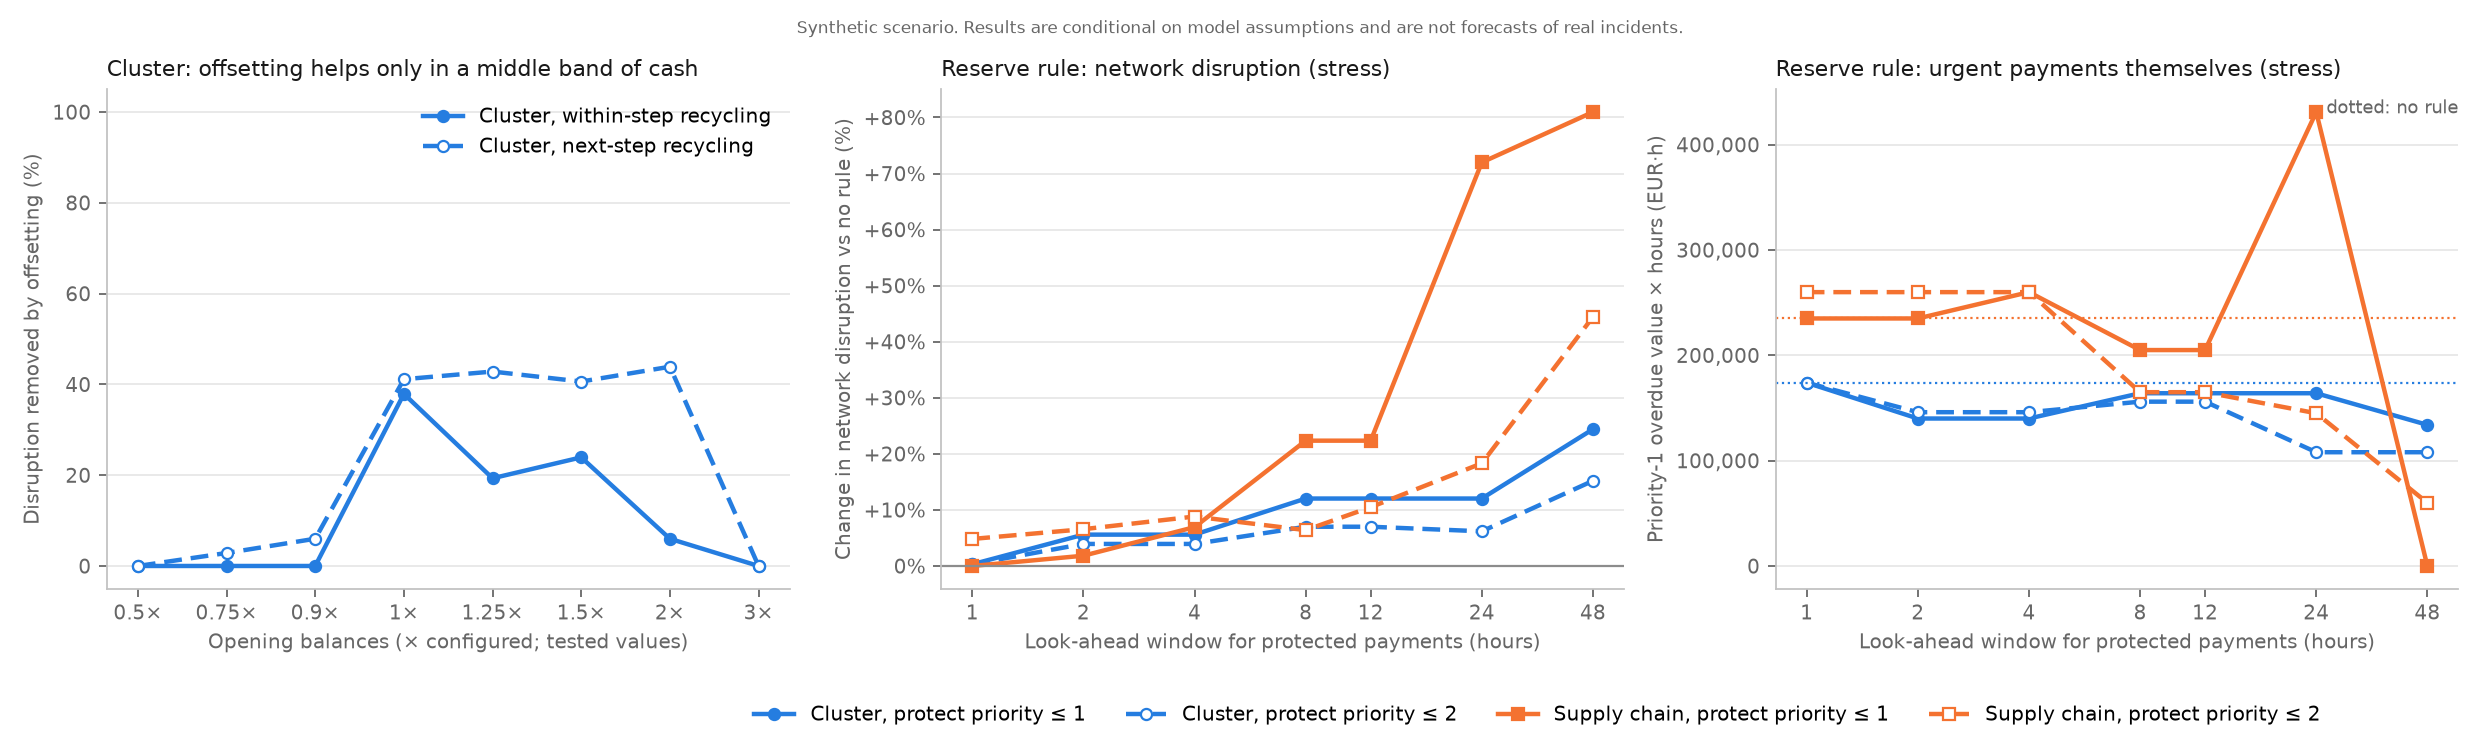 Synthetic scenario. Results are conditional on model assumptions and are not forecasts of real incidents.
Cluster: offsetting helps only in a middle band of cash
Disruption removed by offsetting (%)
100
80
60
40
20
0
Cluster, within-step recycling
Cluster, next-step recycling
0.5× 0.75× 0.9× 1× 1.25× 1.5× 2× 3×
Opening balances (× configured; tested values)
Reserve rule: network disruption (stress)
Change in network disruption vs no rule (%)
+80%
+70%
+60%
+50%
+40%
+30%
+20%
+10%
0%
1 2 4 8 12 24 48
Look-ahead window for protected payments (hours)
Reserve rule: urgent payments themselves (stress)
Priority-1 overdue value × hours (EUR·h)
dotted: no rule
400,000
300,000
200,000
100,000
0
1 2 4 8 12 24 48
Look-ahead window for protected payments (hours)
Cluster, protect priority ≤ 1 Cluster, protect priority ≤ 2 Supply chain, protect priority ≤ 1 Supply chain, protect priority ≤ 2